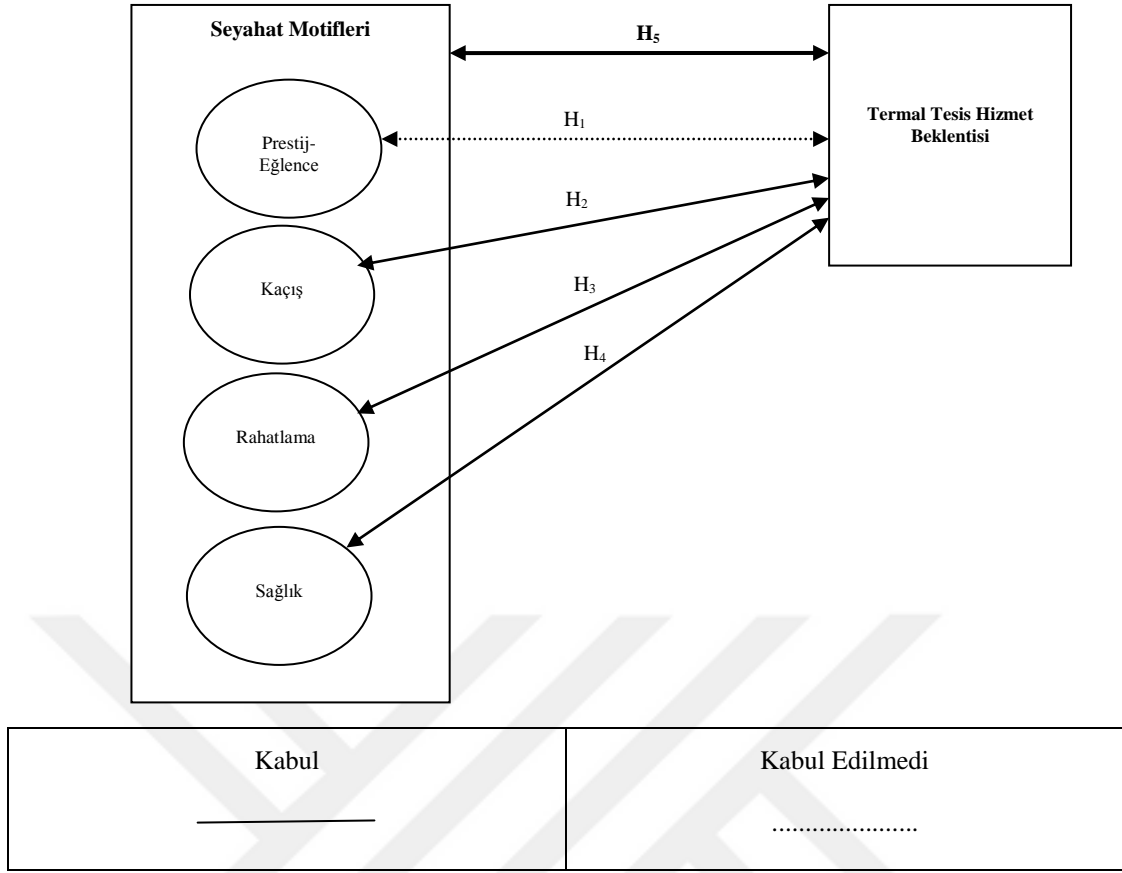 Seyahat Motifleri
H₅
Termal Tesis Hizmet
Beklentisi
H₁
Prestij-
Eğlence
H₂
Kaçış
H₃
H₄
Rahatlama
Sağlık
Kabul
Kabul Edilmedi